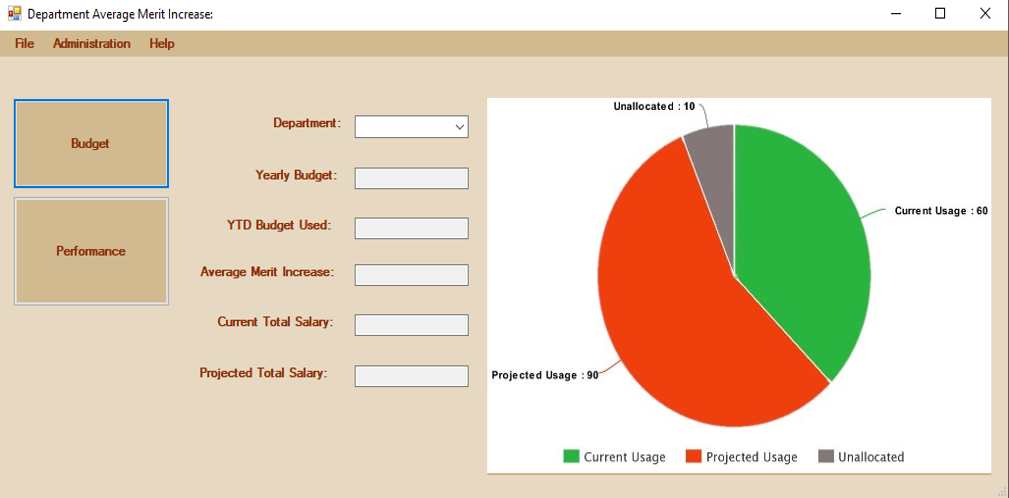 Department Average Merit Increase:
File Administration Help
Budget
Performance
Department:
Yearly Budget:
YTD Budget Used:
Average Merit Increase:
Current Total Salary:
Projected Total Salary:
Unallocated : 10
Current Usage : 60
Projected Usage : 90
Current Usage Projected Usage Unallocated